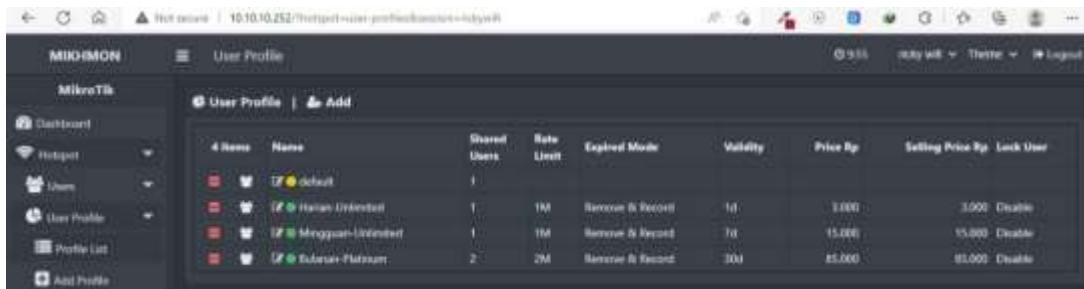 Not secure | 10.10.10.252/?hotspot=user-profiles&session=
MIKHMON
User Profile
9:55
wifi
Theme
Logout
MikroTik
Dashboard
Hotspot
Users
User Profile
Profile List
Add Profile
User Profile | Add
4 items Name Shared Users Rate Limit Expired Mode Validity Price Rp Selling Price Rp Lock User
default 1
Harian-Unlimited 1 1M Remove & Record 1d 3.000 3.000 Disable
Mingguan-Unlimited 1 1M Remove & Record 7d 15.000 15.000 Disable
Bulanan-Platinum 2 2M Remove & Record 30d 85.000 85.000 Disable